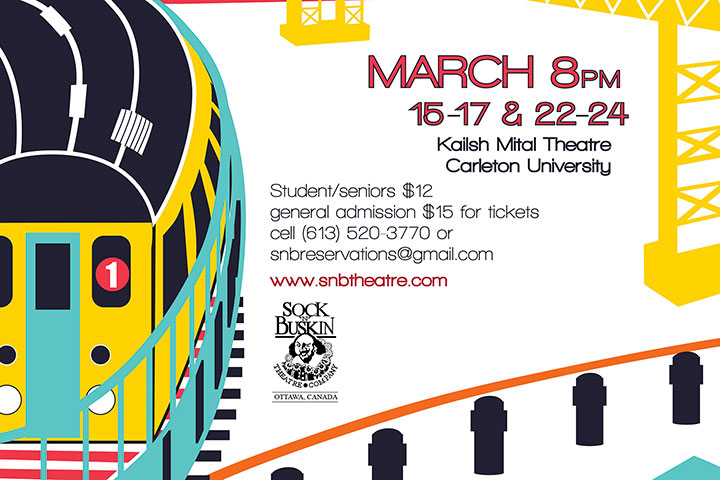 MARCH 8PM
15-17 & 22-24
Kailsh Mital Theatre
Carleton University
Student/seniors $12
general admission $15 for tickets
cell (613) 520-3770 or
snbreservations@gmail.com
www.snbtheatre.com
1
SOCK
'N'
BUSKIN
THEATRE • COMPANY
OTTAWA, CANADA